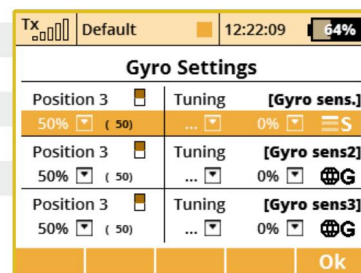 Tx Default 12:22:09 64%
Gyro Settings
Position 3 Tuning [Gyro sens.]
50% ( 50) ... 0% S
Position 3 Tuning [Gyro sens2]
50% ( 50) ... 0% G
Position 3 Tuning [Gyro sens3]
50% ( 50) ... 0% G
Ok